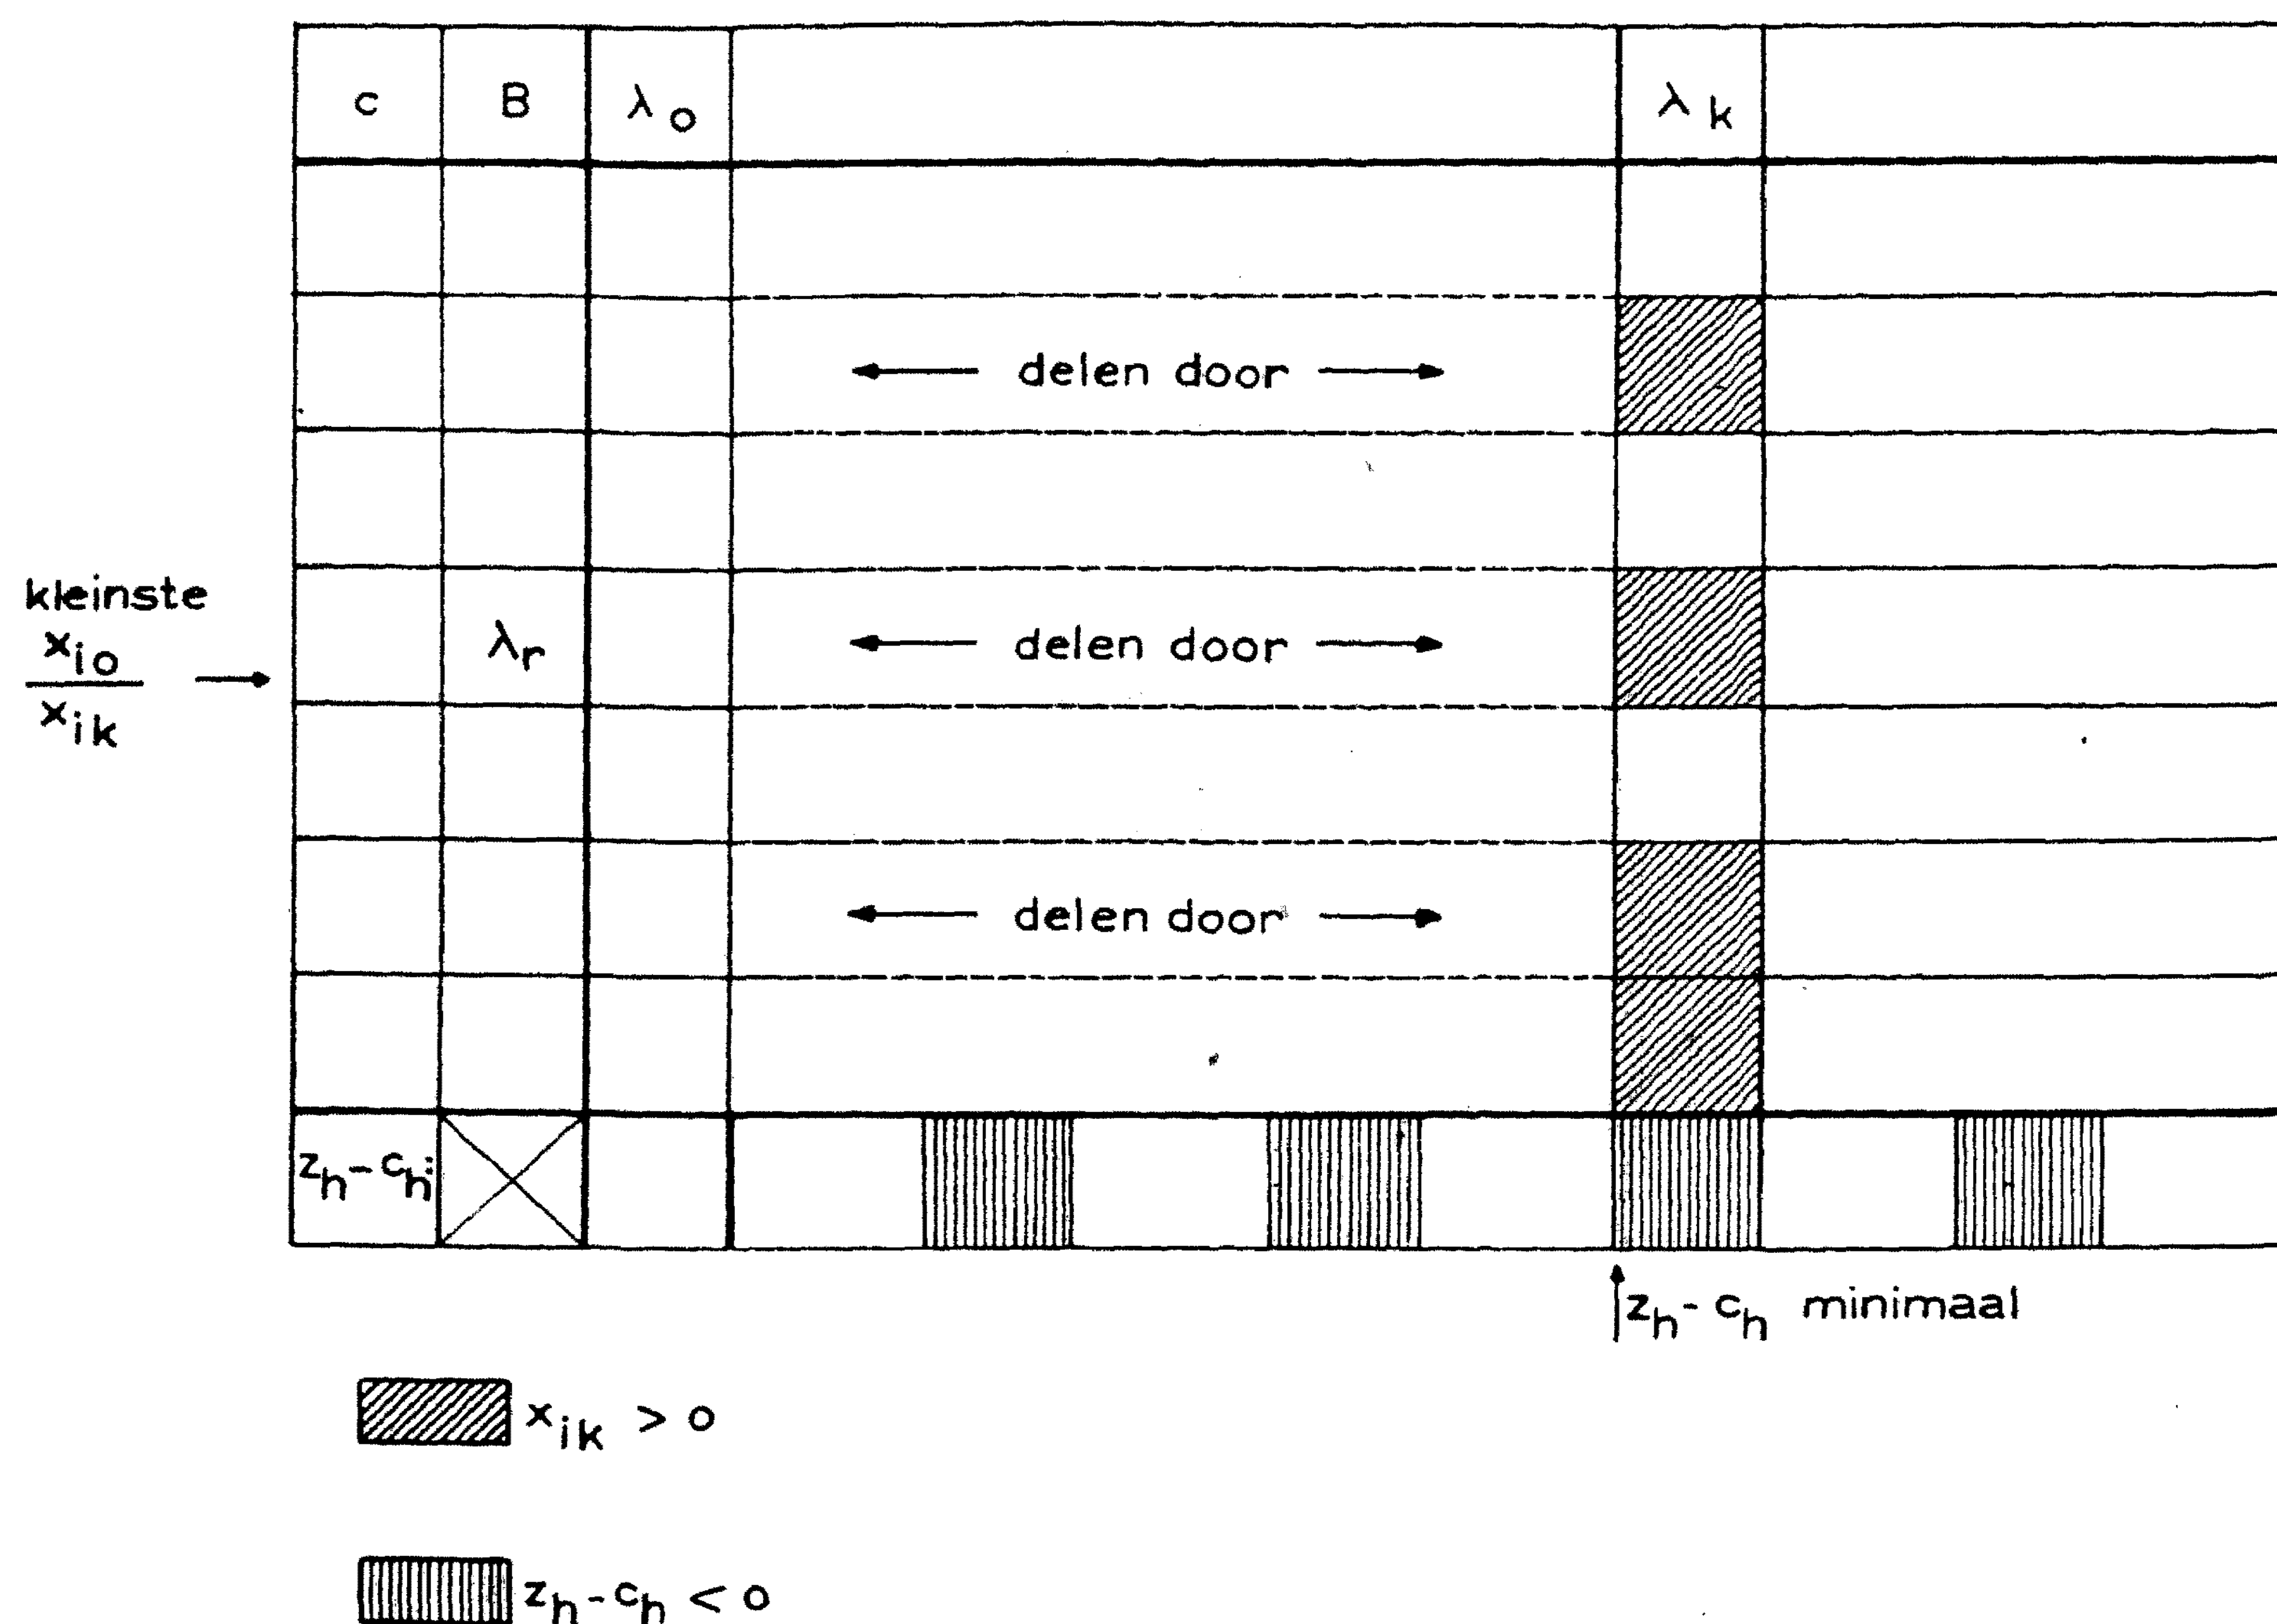 c B λo λk
← delen door →
kleinste
xio
xik
→
λr
← delen door →
← delen door →
zh-ch:
↑ zh-ch minimaal
xik > o
zh-ch < o